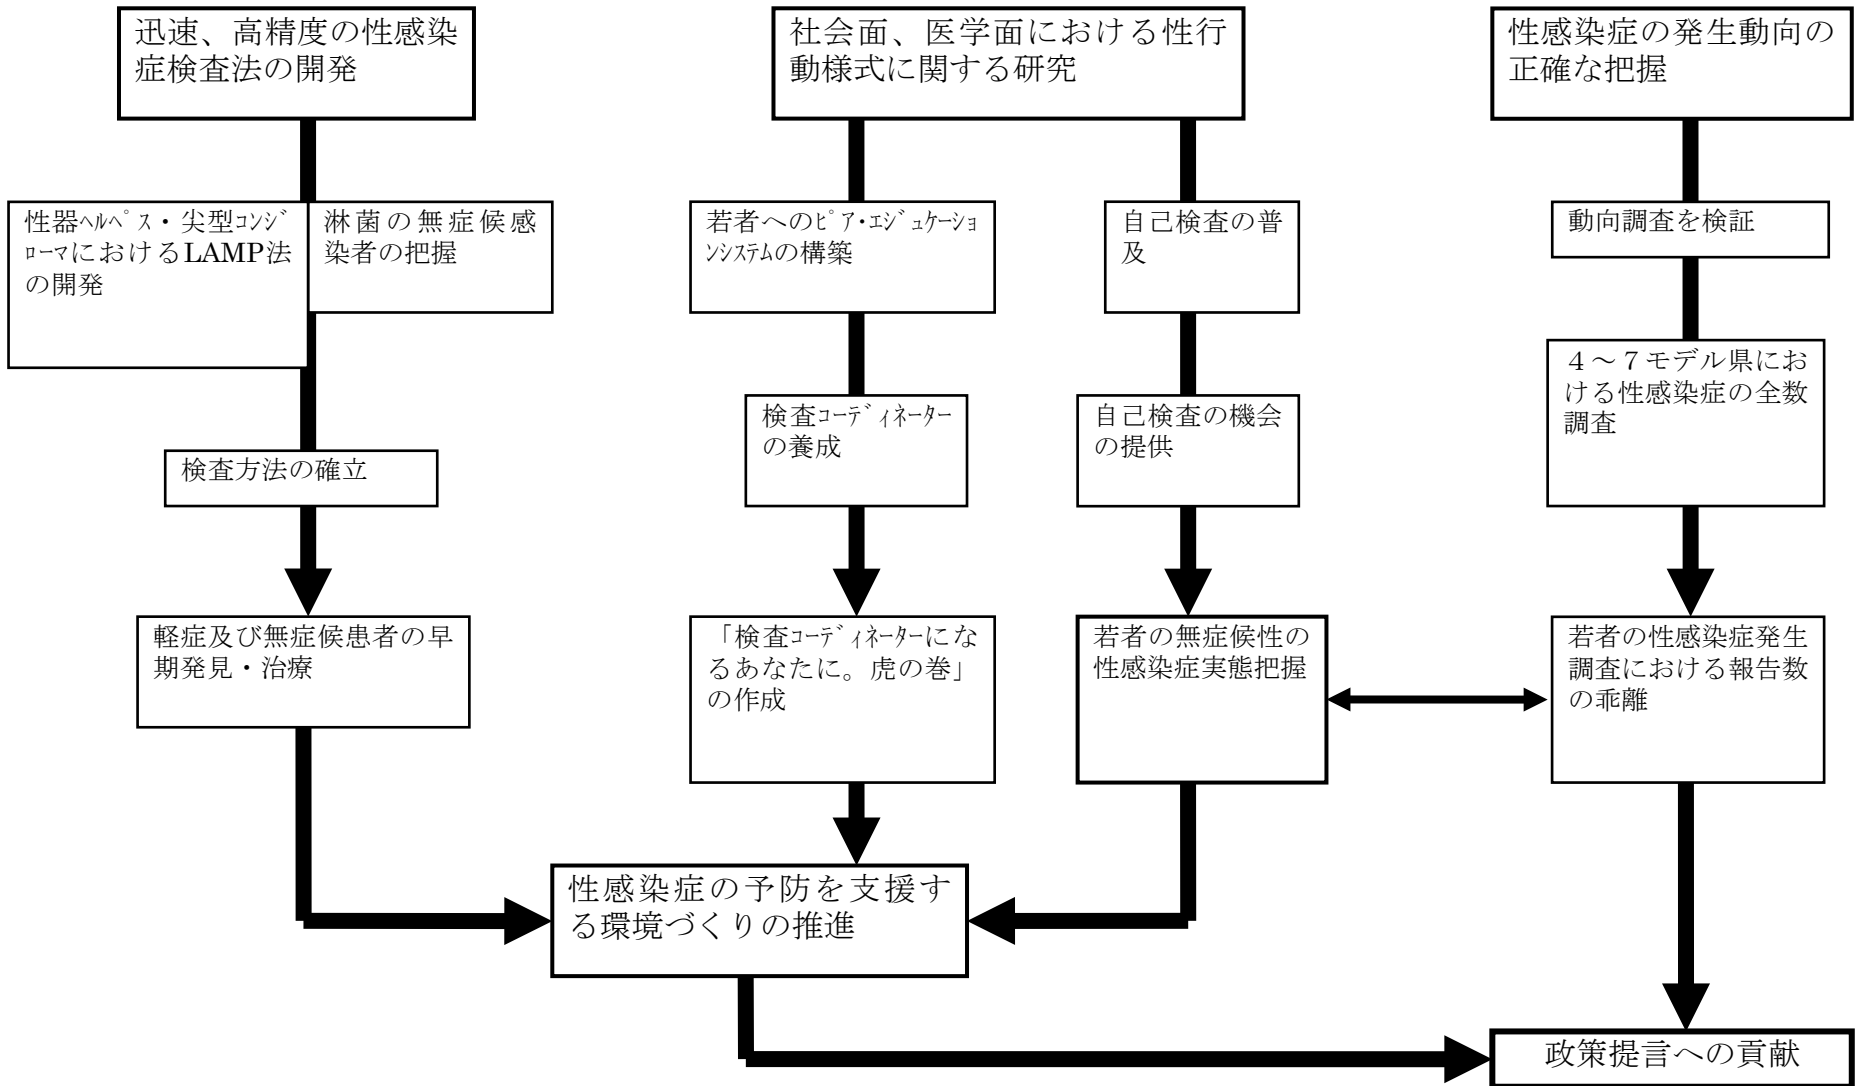 迅速、高精度の性感染
症検査法の開発
社会面、医学面における性行
動様式に関する研究
性感染症の発生動向の
正確な把握
性器ﾍﾙﾍﾟｽ・尖型ｺﾝｼﾞ
ﾛｰﾏにおけるLAMP法
の開発
淋菌の無症候感
染者の把握
若者へのﾋﾟｱ･ｴｼﾞｭｹｰｼｮ
ﾝｼｽﾃﾑの構築
自己検査の普
及
動向調査を検証
４～７モデル県にお
ける性感染症の全数
調査
検査ｺｰﾃﾞｨﾈｰﾀｰ
の養成
自己検査の機会
の提供
検査方法の確立
軽症及び無症候患者の早
期発見・治療
「検査ｺｰﾃﾞｨﾈｰﾀｰにな
るあなたに。虎の巻」
の作成
若者の無症候性の
性感染症実態把握
若者の性感染症発生
調査における報告数
の乖離
性感染症の予防を支援す
る環境づくりの推進
政策提言への貢献